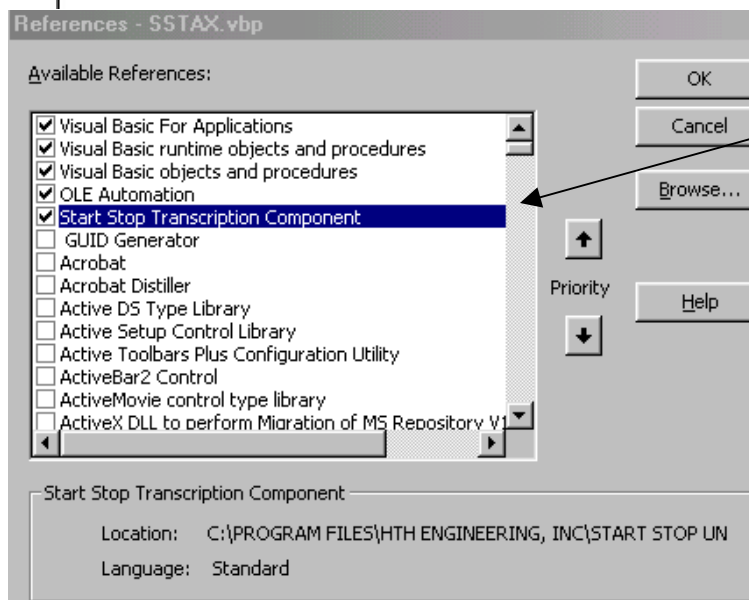 References - SSTAX.vbp
Available References:
OK
Cancel
Browse...
Help
Visual Basic For Applications
Visual Basic runtime objects and procedures
Visual Basic objects and procedures
OLE Automation
Start Stop Transcription Component
GUID Generator
Acrobat
Acrobat Distiller
Active DS Type Library
Active Setup Control Library
Active Toolbars Plus Configuration Utility
ActiveBar2 Control
ActiveMovie control type library
ActiveX DLL to perform Migration of MS Repository V1
Priority
Start Stop Transcription Component
Location: C:\PROGRAM FILES\HTH ENGINEERING, INC\START STOP UN
Language: Standard